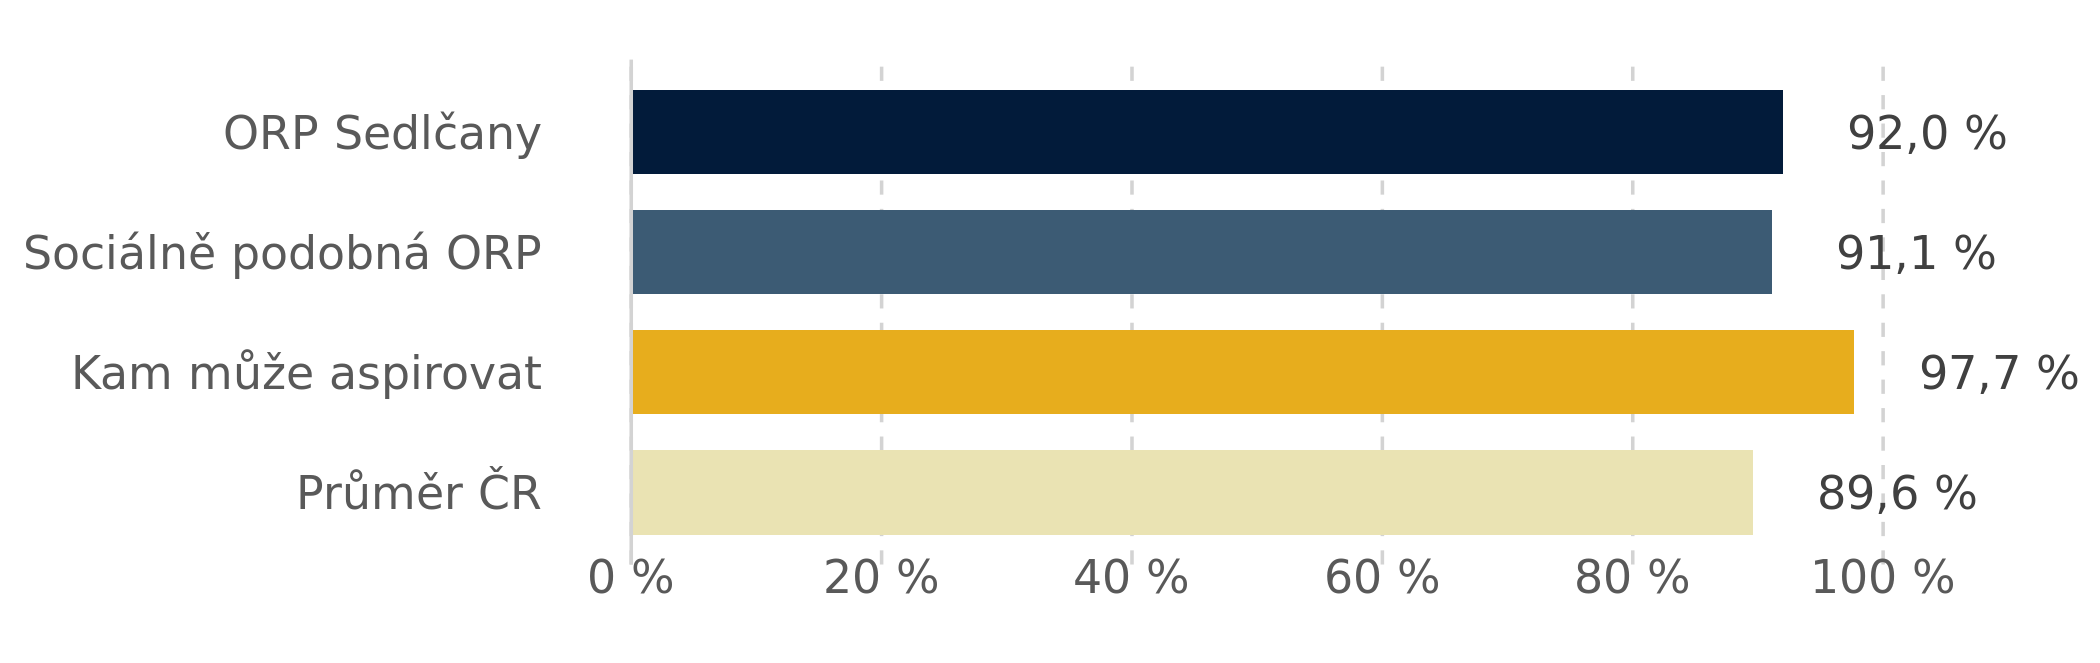 ORP Sedlčany 92,0 %
Sociálně podobná ORP 91,1 %
Kam může aspirovat 97,7 %
Průměr ČR 89,6 %
0 % 20 % 40 % 60 % 80 % 100 %